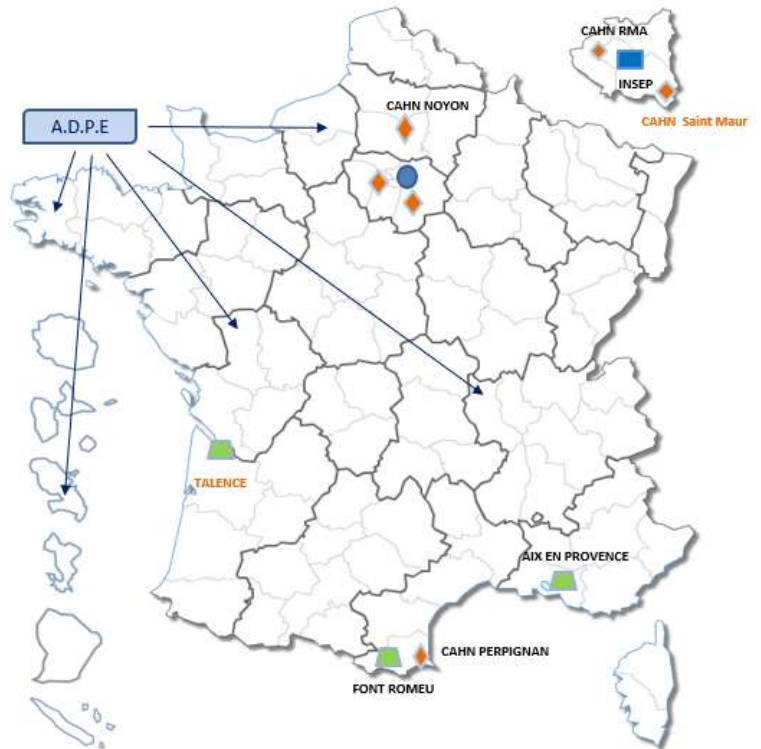 CAHN RMA
INSEP
CAHN Saint Maur
CAHN NOYON
A.D.P.E
TALENCE
AIX EN PROVENCE
CAHN PERPIGNAN
FONT ROMEU